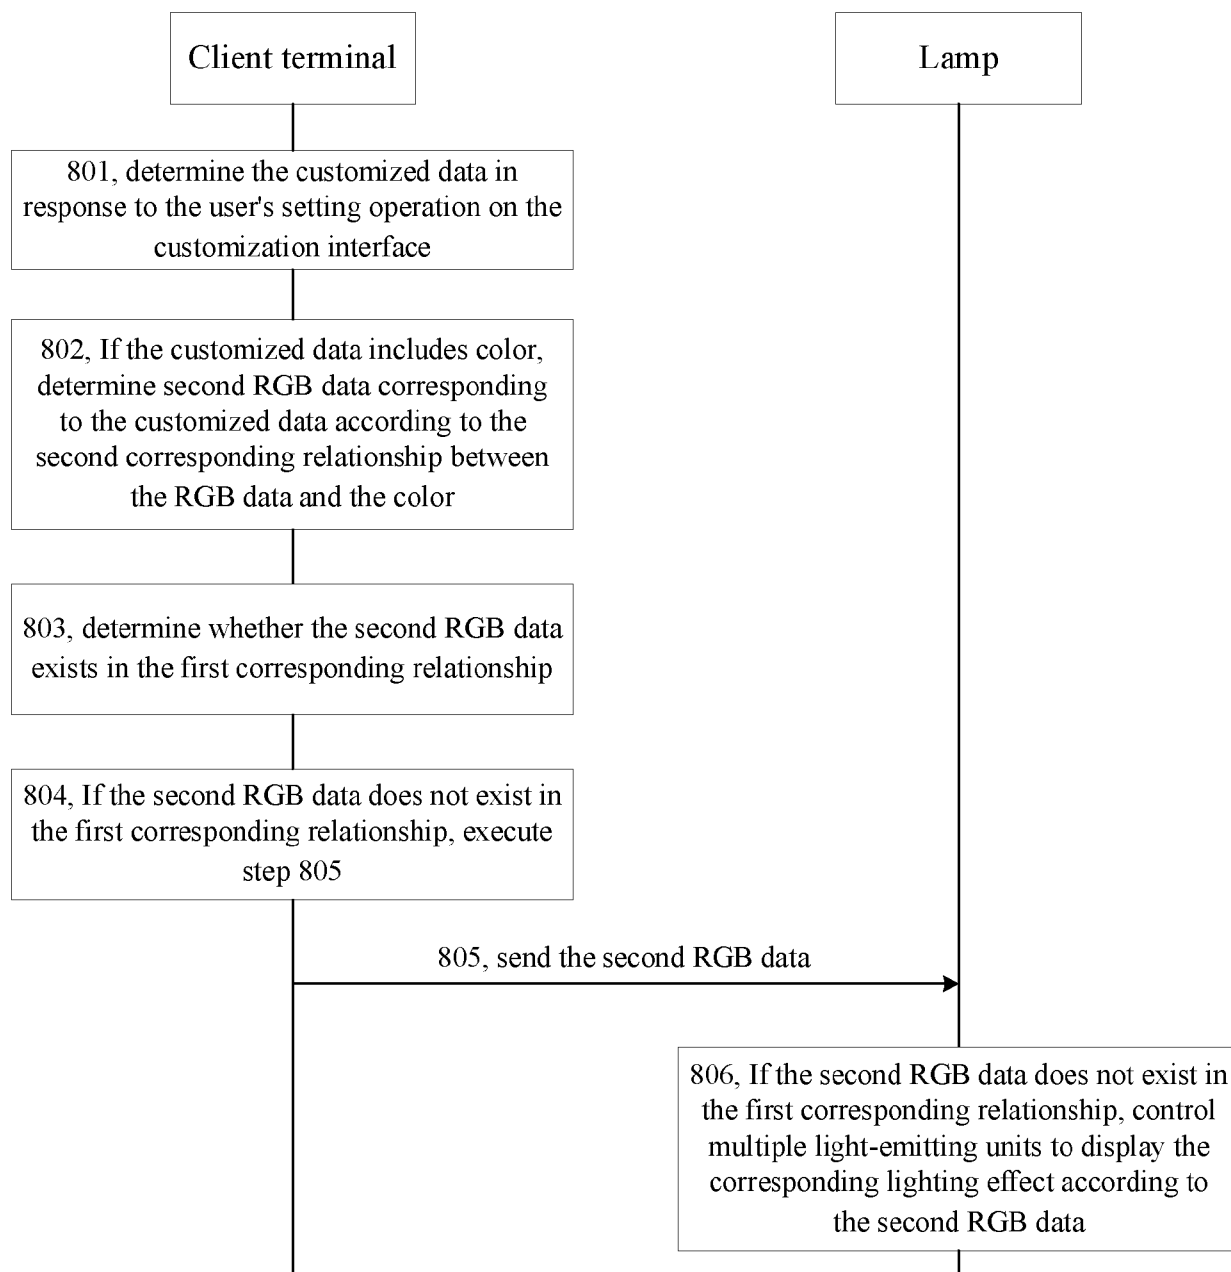 Client terminal
Lamp
801, determine the customized data in
response to the user's setting operation on the
customization interface
802, If the customized data includes color,
determine second RGB data corresponding
to the customized data according to the
second corresponding relationship between
the RGB data and the color
803, determine whether the second RGB data
exists in the first corresponding relationship
804, If the second RGB data does not exist in
the first corresponding relationship, execute
step 805
805, send the second RGB data
806, If the second RGB data does not exist in
the first corresponding relationship, control
multiple light-emitting units to display the
corresponding lighting effect according to
the second RGB data